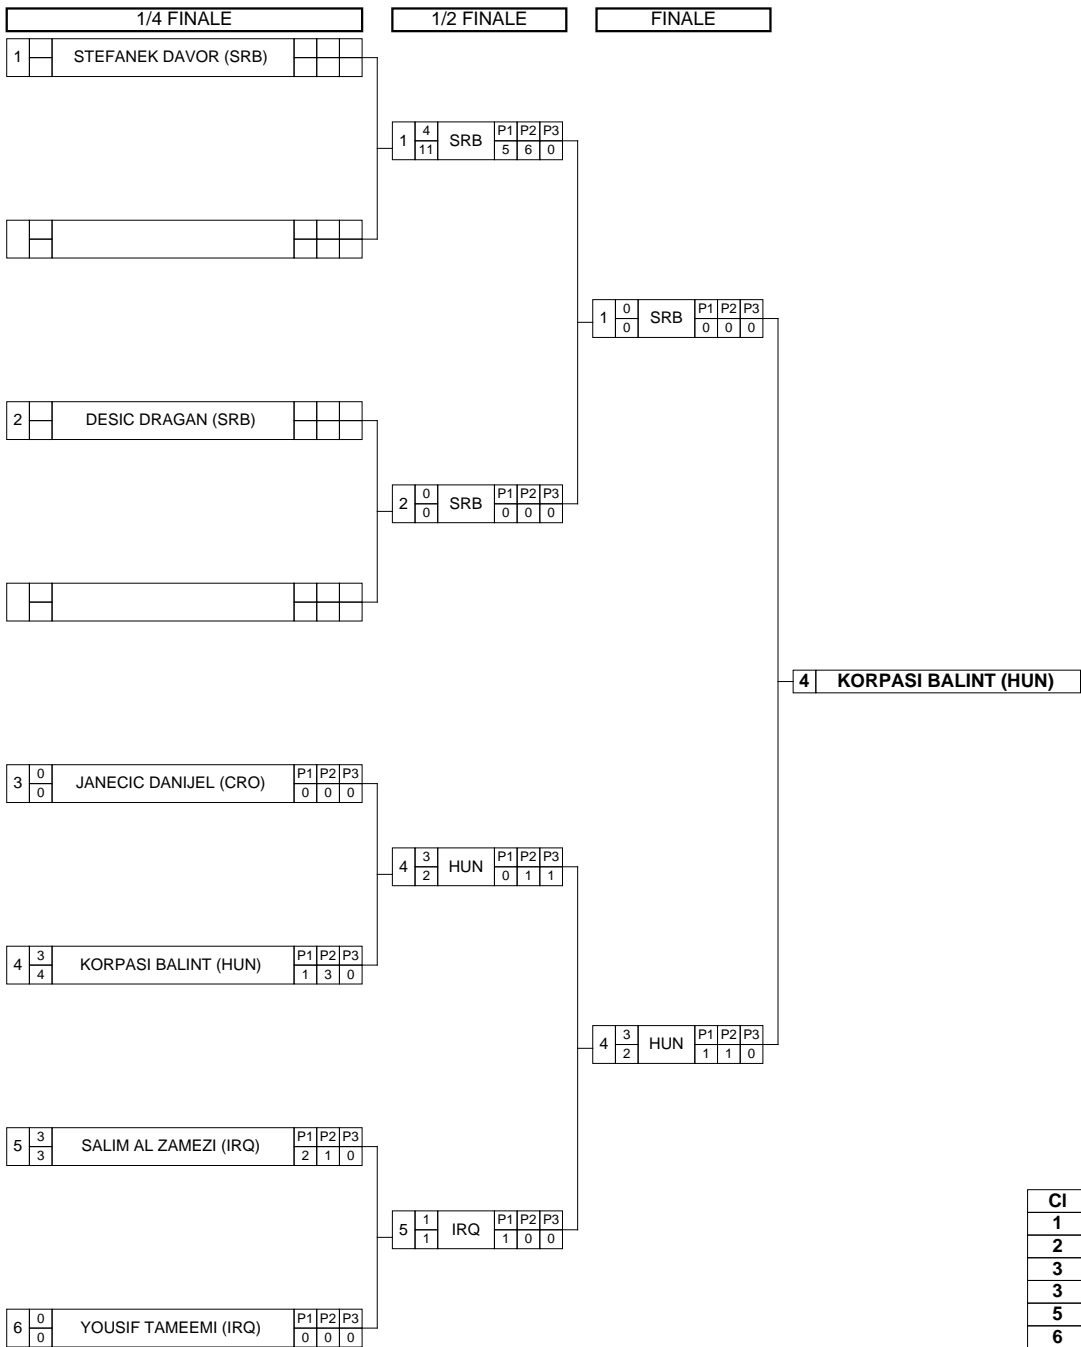 1/4 FINALE 1/2 FINALE FINALE
1 STEFANEK DAVOR (SRB)
1 4 11 SRB P1 P2 P3 5 6 0
1 0 0 SRB P1 P2 P3 0 0 0
2 DESIC DRAGAN (SRB)
2 0 0 SRB P1 P2 P3 0 0 0
4 KORPASI BALINT (HUN)
3 0 0 JANECIC DANIJEL (CRO) P1 P2 P3 0 0 0
4 3 2 HUN P1 P2 P3 0 1 1
4 3 4 KORPASI BALINT (HUN) P1 P2 P3 1 3 0
4 3 2 HUN P1 P2 P3 1 1 0
5 3 3 SALIM AL ZAMEZI (IRQ) P1 P2 P3 2 1 0
5 1 1 IRQ P1 P2 P3 1 0 0
6 0 0 YOUSIF TAMEEMI (IRQ) P1 P2 P3 0 0 0
Cl
1
2
3
3
5
6